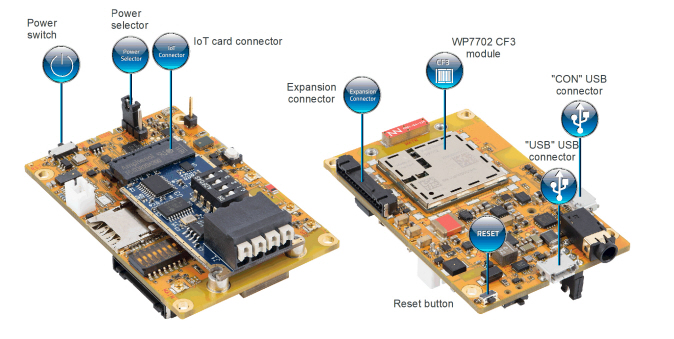 Power
switch
Power
selector
Power
Selector
IoT
Connector
IoT card connector
Expansion
connector
Expansion
Connector
WP7702 CF3
module
CF3
"CON" USB
connector
"USB" USB
connector
RESET
Reset button